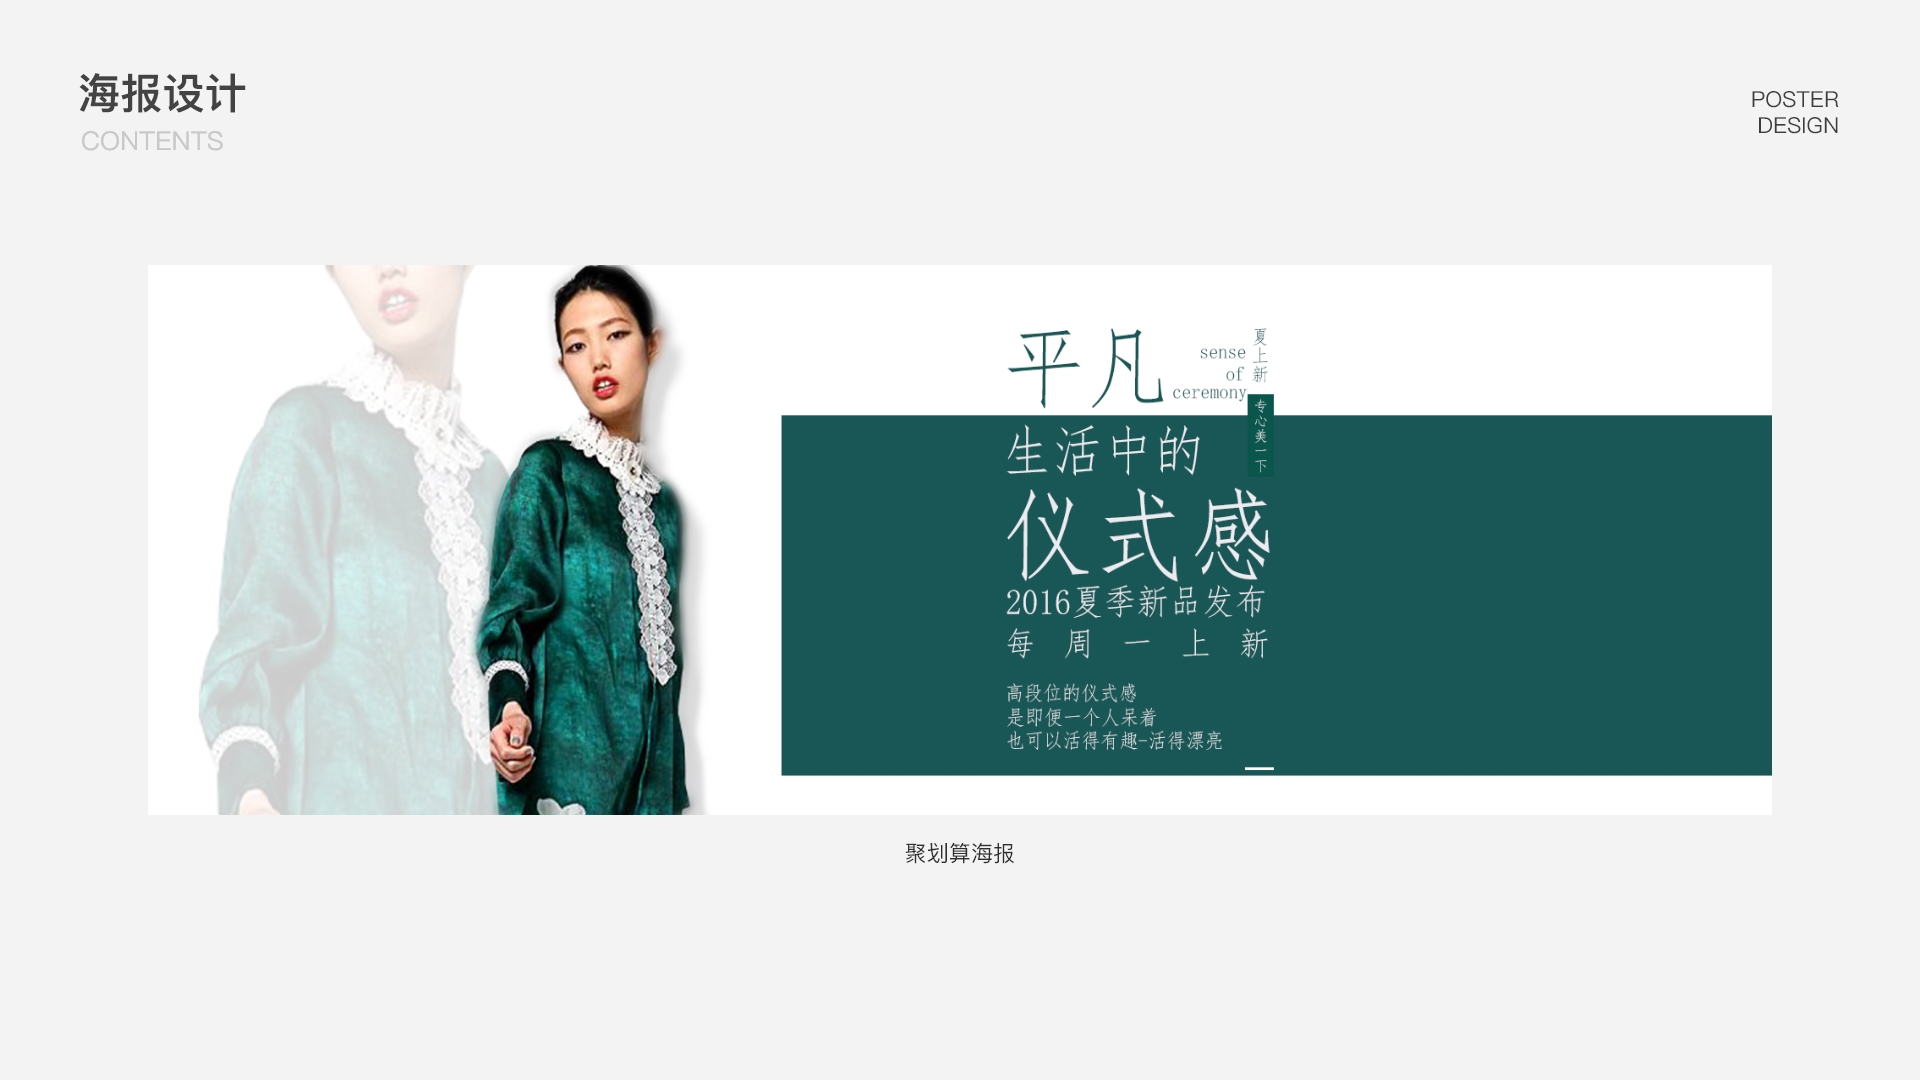 海报设计
CONTENTS
POSTER
DESIGN
平凡
sense
of
ceremony
夏上新
专心美一下
生活中的
仪式感
2016夏季新品发布
每周一上新
高段位的仪式感
是即便一个人呆着
也可以活得有趣-活得漂亮
聚划算海报